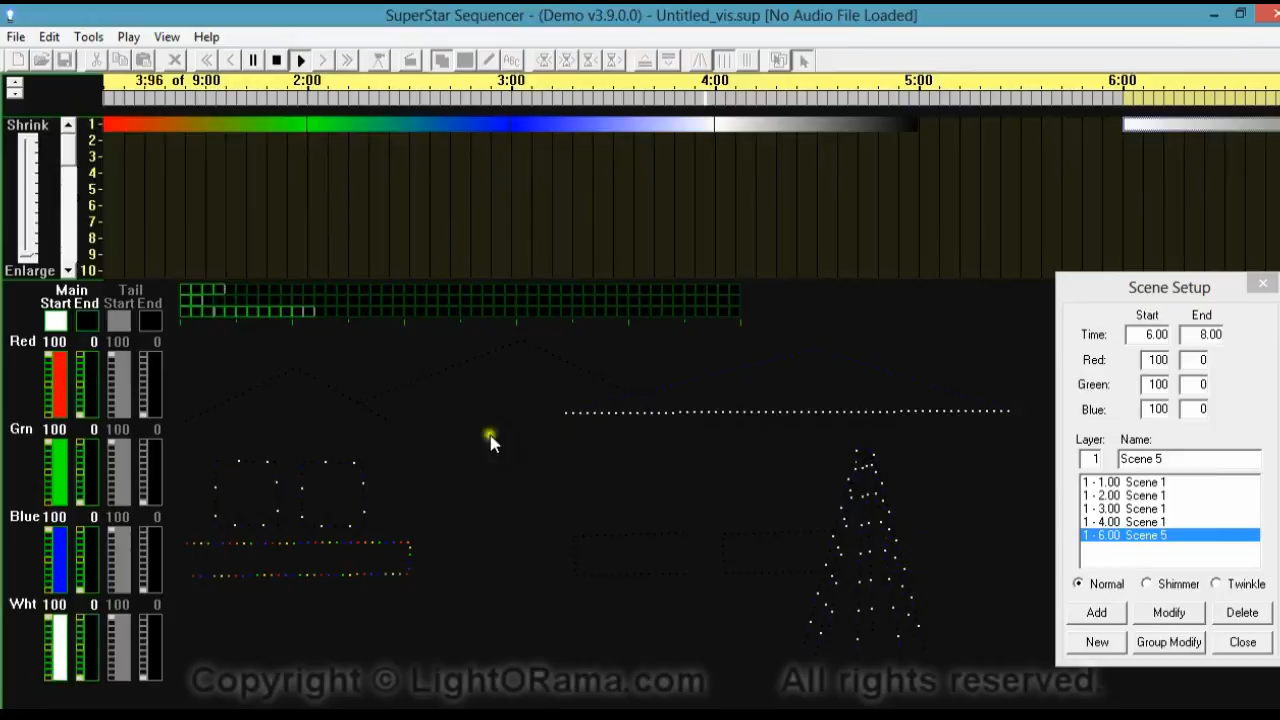 SuperStar Sequencer - (Demo v3.9.0.0) - Untitled_vis.sup [No Audio File Loaded]
File Edit Tools Play View Help
Abc
3:96 of 9:00 2:00 3:00 4:00 5:00 6:00
Shrink
1
2
3
4
5
6
7
8
9
10
Enlarge
Main Tail
Start End Start End
Red 100 0 100 0
Grn 100 0 100 0
Blue 100 0 100 0
Wht 100 0 100 0
Scene Setup
Start End
Time: 6.00 8.00
Red: 100 0
Green: 100 0
Blue: 100 0
Layer: Name:
1 Scene 5
1 - 1.00 Scene 1
1 - 2.00 Scene 1
1 - 3.00 Scene 1
1 - 4.00 Scene 1
1 - 6.00 Scene 5
Normal Shimmer Twinkle
Add Modify Delete
New Group Modify Close
Copyright © LightORama.com All rights reserved.